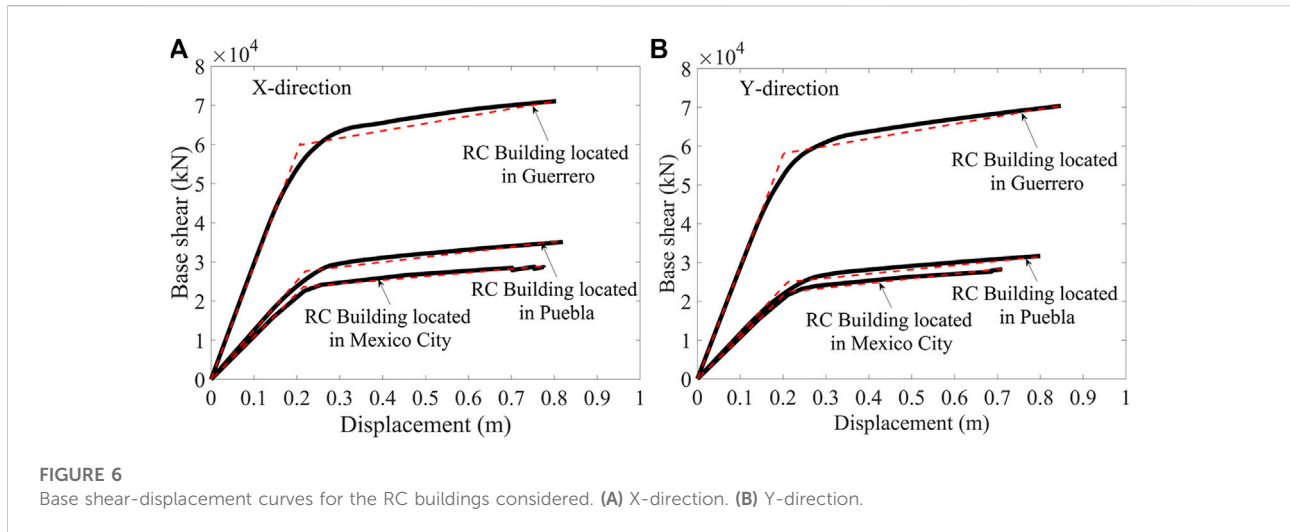 A
×10⁴
8
7
6
5
4
3
2
1
0
Base shear (kN)
X-direction
RC Building located
in Guerrero
RC Building located
in Puebla
RC Building located
in Mexico City
0 0.1 0.2 0.3 0.4 0.5 0.6 0.7 0.8 0.9 1
Displacement (m)
B
×10⁴
8
7
6
5
4
3
2
1
0
Base shear (kN)
Y-direction
RC Building located
in Guerrero
RC Building located
in Puebla
RC Building located
in Mexico City
0 0.1 0.2 0.3 0.4 0.5 0.6 0.7 0.8 0.9 1
Displacement (m)
FIGURE 6
Base shear-displacement curves for the RC buildings considered. (A) X-direction. (B) Y-direction.